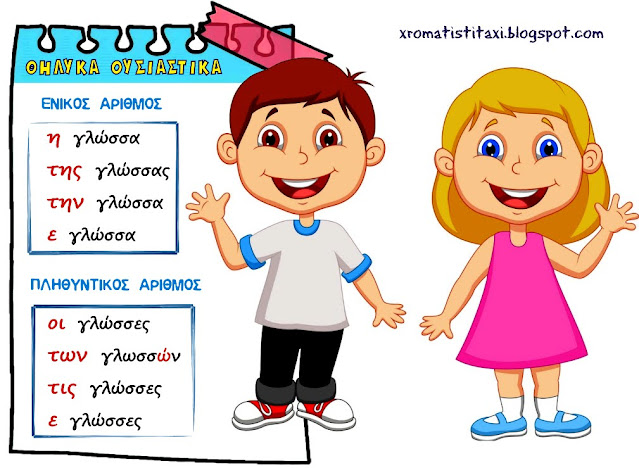 xromatistitaxi.blogspot.com
ΘΗΛΥΚΑ ΟΥΣΙΑΣΤΙΚΑ
ΕΝΙΚΟΣ ΑΡΙΘΜΟΣ
η γλώσσα
της γλώσσας
την γλώσσα
ε γλώσσα
ΠΛΗΘΥΝΤΙΚΟΣ ΑΡΙΘΜΟΣ
οι γλώσσες
των γλωσσών
τις γλώσσες
ε γλώσσες